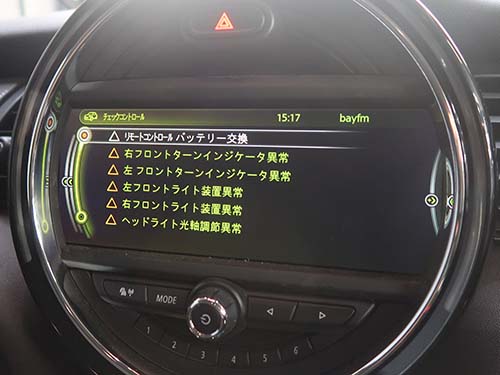 チェックコントロール 15:17 bayfm
リモートコントロール バッテリー交換
右フロントターンインジケータ異常
左 フロントターンインジケータ異常
左フロントライト装置異常
右フロントライト装置異常
ヘッドライト光軸調節異常
MODE
1 2 3 4 5 6